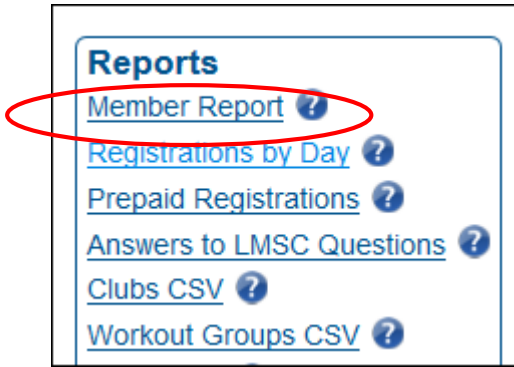 Reports
Member Report ?
Registrations by Day ?
Prepaid Registrations ?
Answers to LMSC Questions ?
Clubs CSV ?
Workout Groups CSV ?